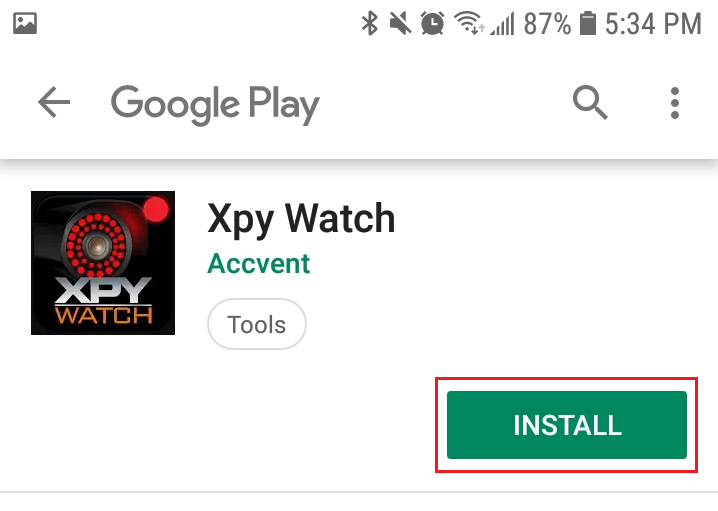 87% 5:34 PM
Google Play
XPY
WATCH
Xpy Watch
Accvent
Tools
INSTALL